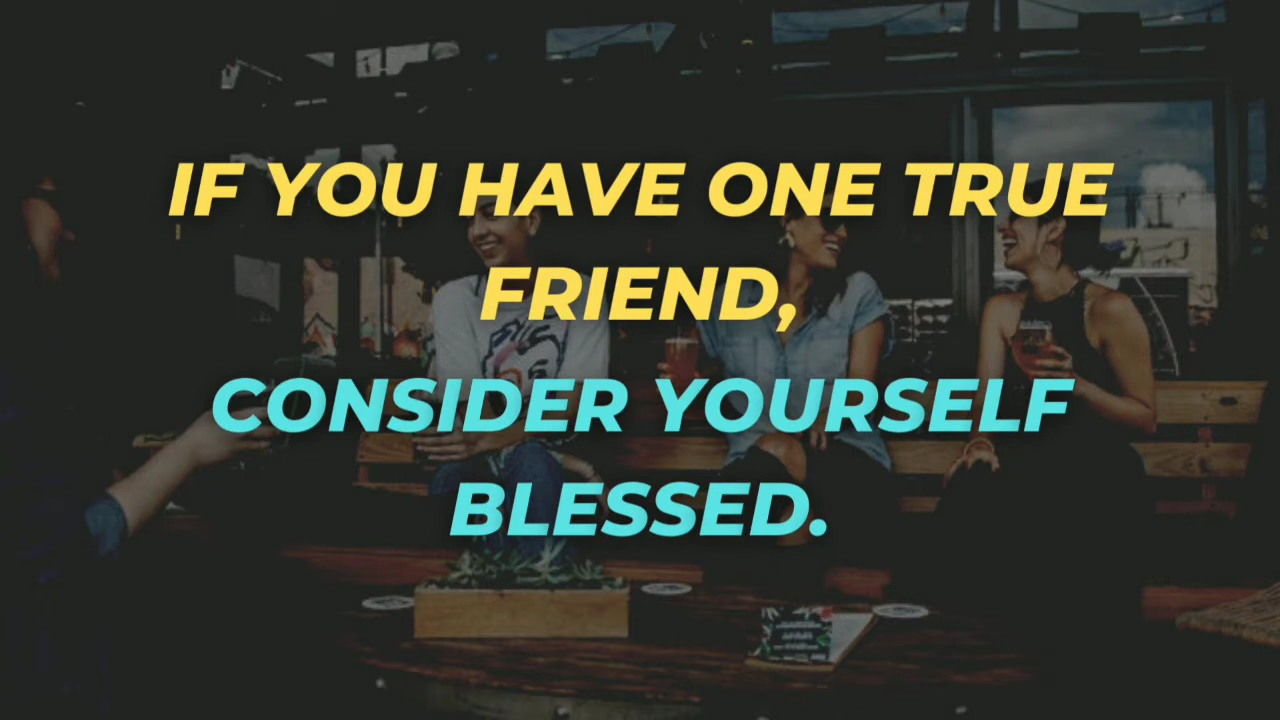 IF YOU HAVE ONE TRUE
FRIEND,
CONSIDER YOURSELF
BLESSED.